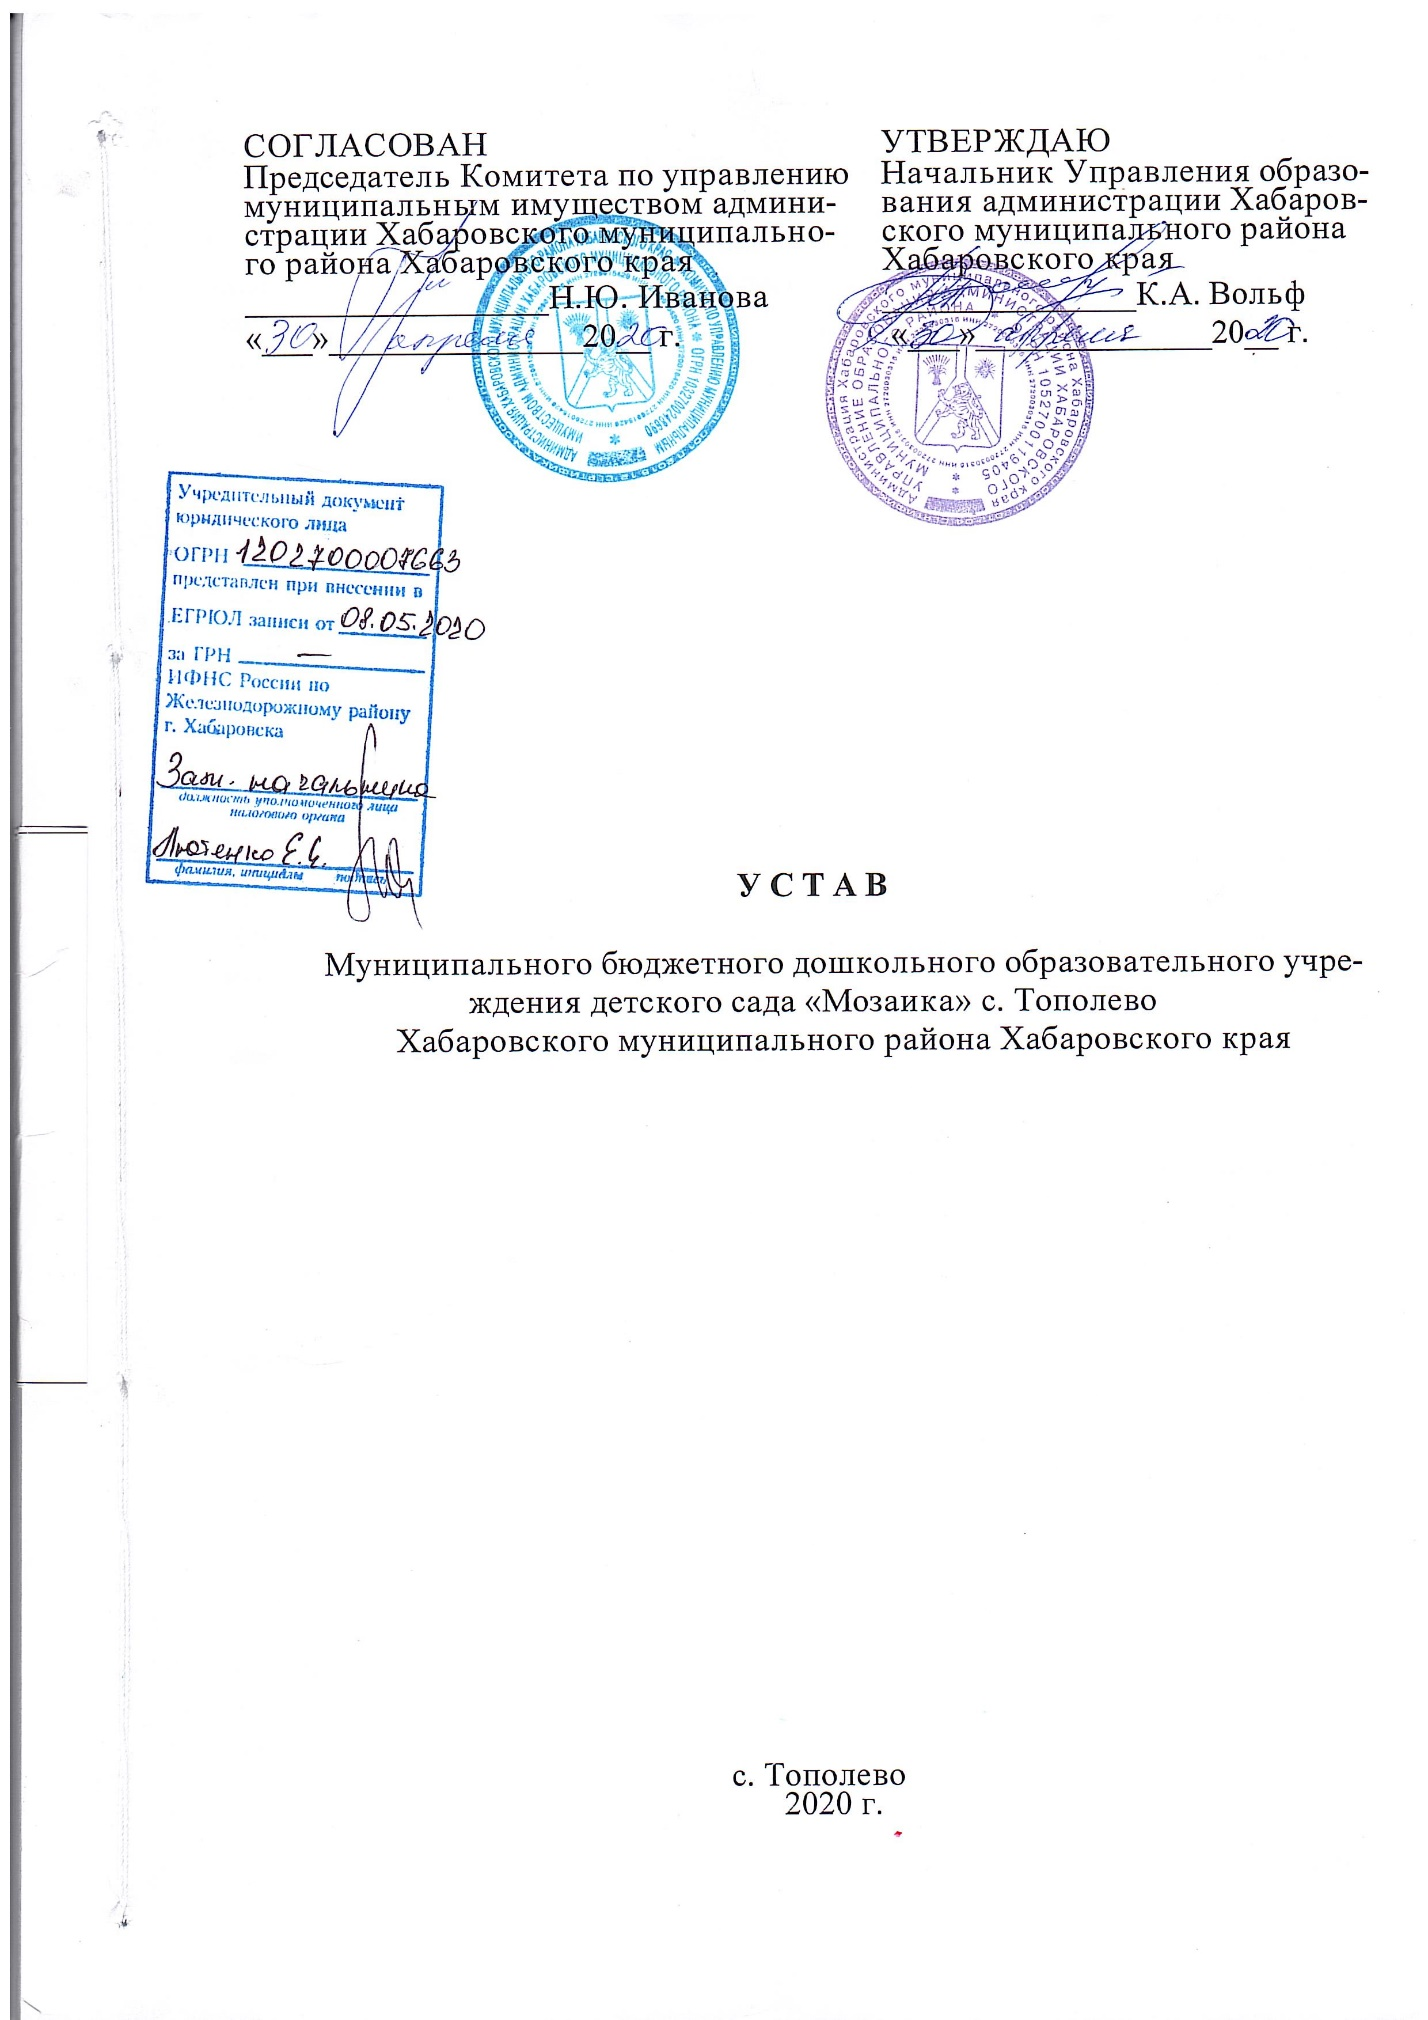 СОГЛАСОВАН
Председатель Комитета по управлению
муниципальным имуществом админи-
страции Хабаровского муниципально-
го района Хабаровского края
Н.Ю. Иванова
«30» апреля 2020 г.
УТВЕРЖДАЮ
Начальник Управления образо-
вания администрации Хабаров-
ского муниципального района
Хабаровского края
К.А. Вольф
«30» апреля 2020 г.
Учредительный документ
юридического лица
ОГРН 1202700007663
представлен при внесении в
ЕГРЮЛ записи от 08.05.2020
за ГРН —
ИФНС России по
Железнодорожному району
г. Хабаровска
Зам. начальника
должность уполномоченного лица
налогового органа
Лютенко Е.С.
фамилия, инициалы подпись
УСТАВ
Муниципального бюджетного дошкольного образовательного учре-
ждения детского сада «Мозаика» с. Тополево
Хабаровского муниципального района Хабаровского края
с. Тополево
2020 г.